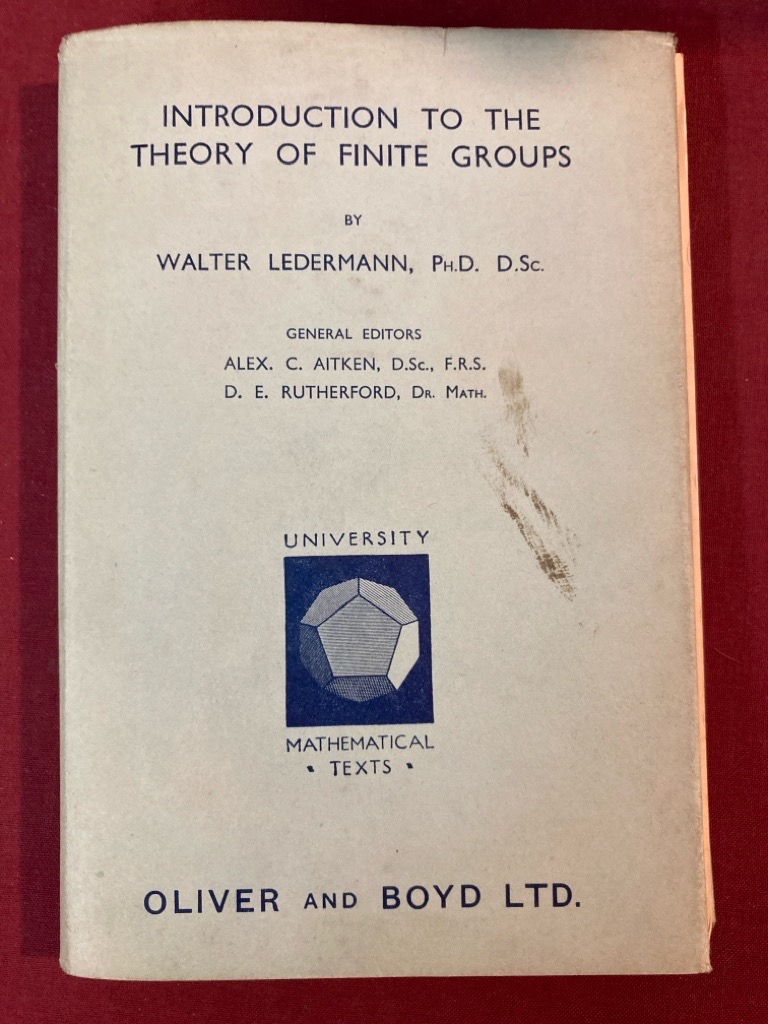 INTRODUCTION TO THE
THEORY OF FINITE GROUPS
BY
WALTER LEDERMANN, PH.D. D.SC.
GENERAL EDITORS
ALEX. C. AITKEN, D.SC., F.R.S.
D. E. RUTHERFORD, DR. MATH.
UNIVERSITY
MATHEMATICAL
• TEXTS •
OLIVER AND BOYD LTD.